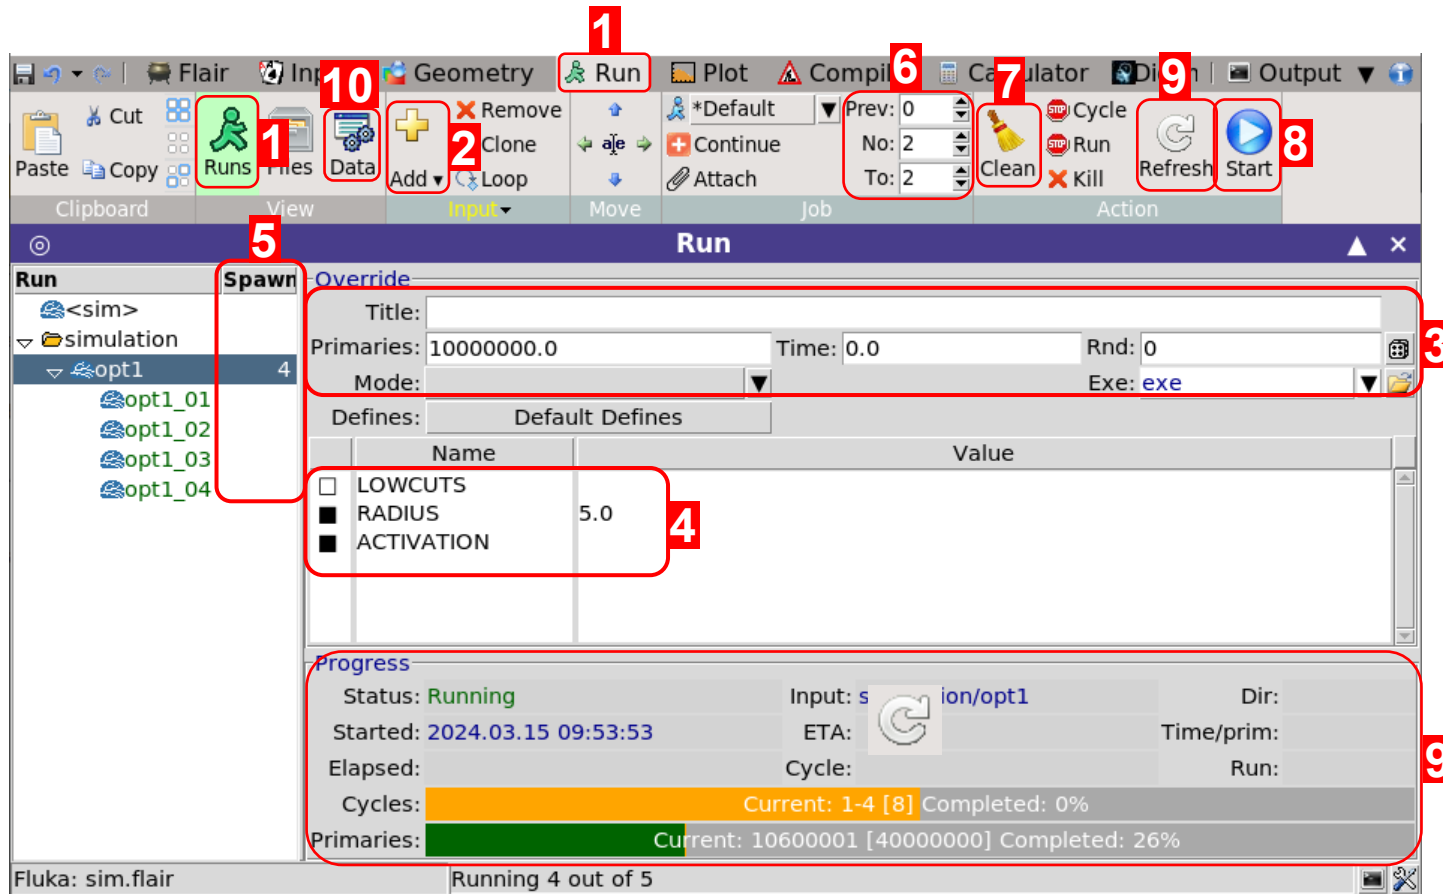 1
Flair Inp Geometry Run Plot Compil Ca ulator Di n Output
10 6 7 9
Cut Remove *Default Prev: 0 Cycle
Paste Copy Runs 1 Files Data Add 2 Clone Continue No: 2 Clean Run Refresh Start 8
Loop Attach To: 2 Kill
Clipboard View Input Move Job Action
5 Run
Run Spawn Override
<sim> Title:
simulation Primaries: 10000000.0 Time: 0.0 Rnd: 0 3
opt1 4 Mode: Exe: exe
opt1_01 Defines: Default Defines
opt1_02 Name Value
opt1_03
opt1_04 LOWCUTS
RADIUS 5.0 4
ACTIVATION
Progress
Status: Running Input: s ion/opt1 Dir:
Started: 2024.03.15 09:53:53 ETA: Time/prim:
Elapsed: Cycle: Run: 9
Cycles: Current: 1-4 [8] Completed: 0%
Primaries: Current: 10600001 [40000000] Completed: 26%
Fluka: sim.flair Running 4 out of 5